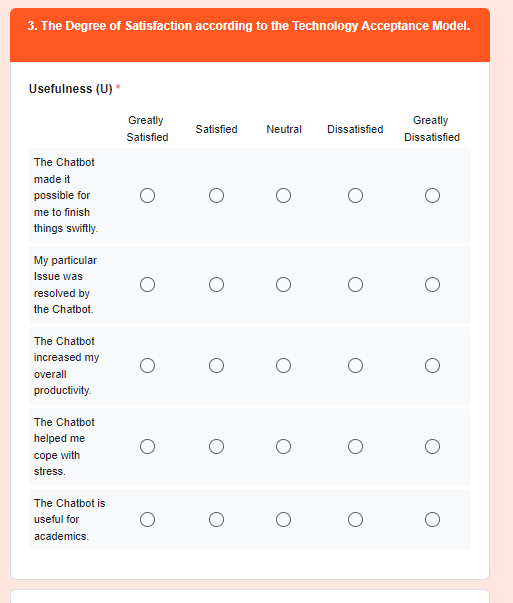 3. The Degree of Satisfaction according to the Technology Acceptance Model.
Usefulness (U) *
Greatly
Satisfied
Satisfied
Neutral
Dissatisfied
Greatly
Dissatisfied
The Chatbot
made it
possible for
me to finish
things swiftly.
My particular
Issue was
resolved by
the Chatbot.
The Chatbot
increased my
overall
productivity.
The Chatbot
helped me
cope with
stress.
The Chatbot is
useful for
academics.